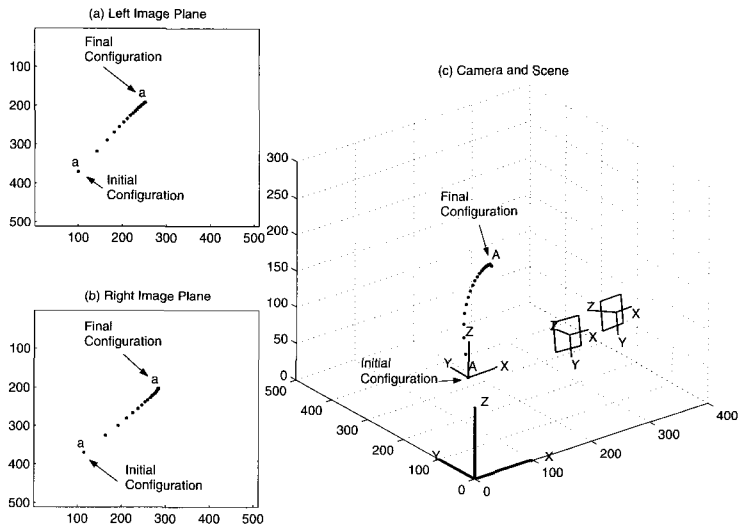 (a) Left Image Plane
Final
Configuration
a
a
Initial
Configuration
100
200
300
400
500
100
200
300
400
500
(b) Right Image Plane
Final
Configuration
a
a
Initial
Configuration
100
200
300
400
500
100
200
300
400
500
(c) Camera and Scene
300
250
200
150
100
50
0
500
400
300
200
100
0
0
100
200
300
400
Final
Configuration
A
Initial
Configuration
Z
Y
A
X
Z
X
Y
Z
X
Y
Z
Y
X